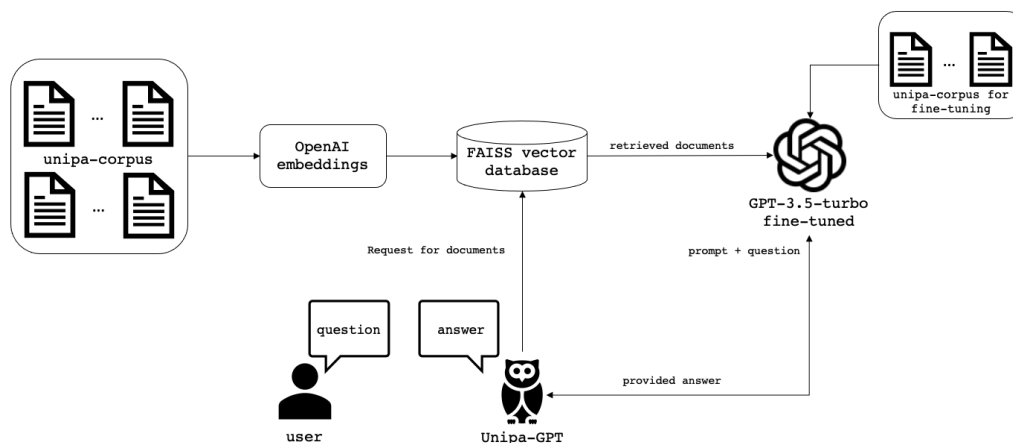 ...
...
unipa-corpus
...
...
OpenAI
embeddings
FAISS vector
database
retrieved documents
...
unipa-corpus for
fine-tuning
GPT-3.5-turbo
fine-tuned
Request for documents
prompt + question
question
answer
provided answer
user
Unipa-GPT